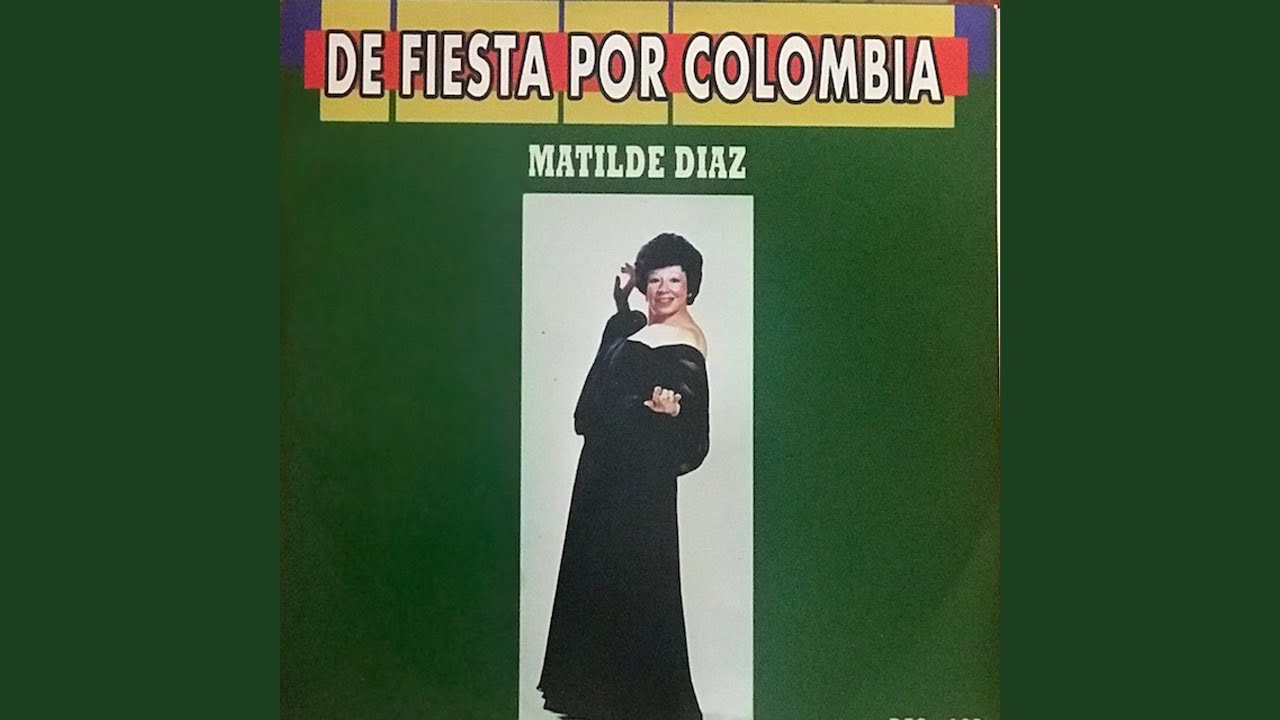 DE FIESTA POR COLOMBIA
MATILDE DIAZ